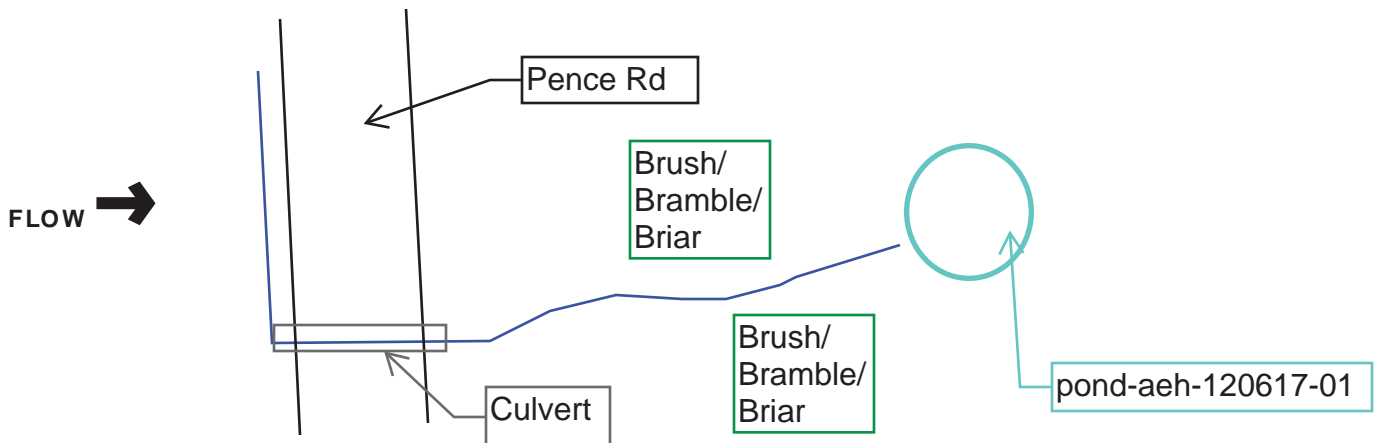 Pence Rd
Brush/
Bramble/
Briar
FLOW
Brush/
Bramble/
Briar
pond-aeh-120617-01
Culvert